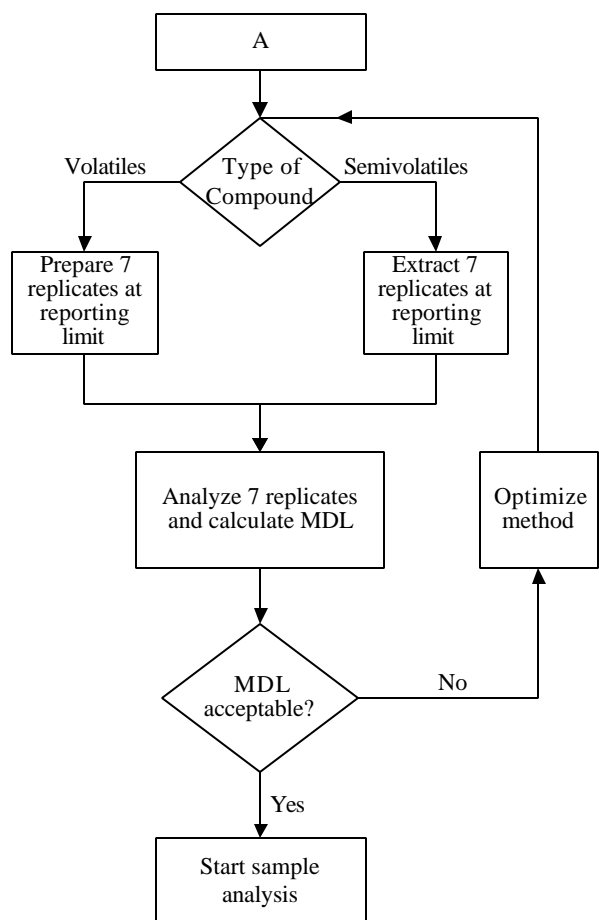 A
Type of
Compound
Volatiles
Semivolatiles
Prepare 7
replicates at
reporting
limit
Extract 7
replicates at
reporting
limit
Analyze 7 replicates
and calculate MDL
Optimize
method
MDL
acceptable?
No
Yes
Start sample
analysis